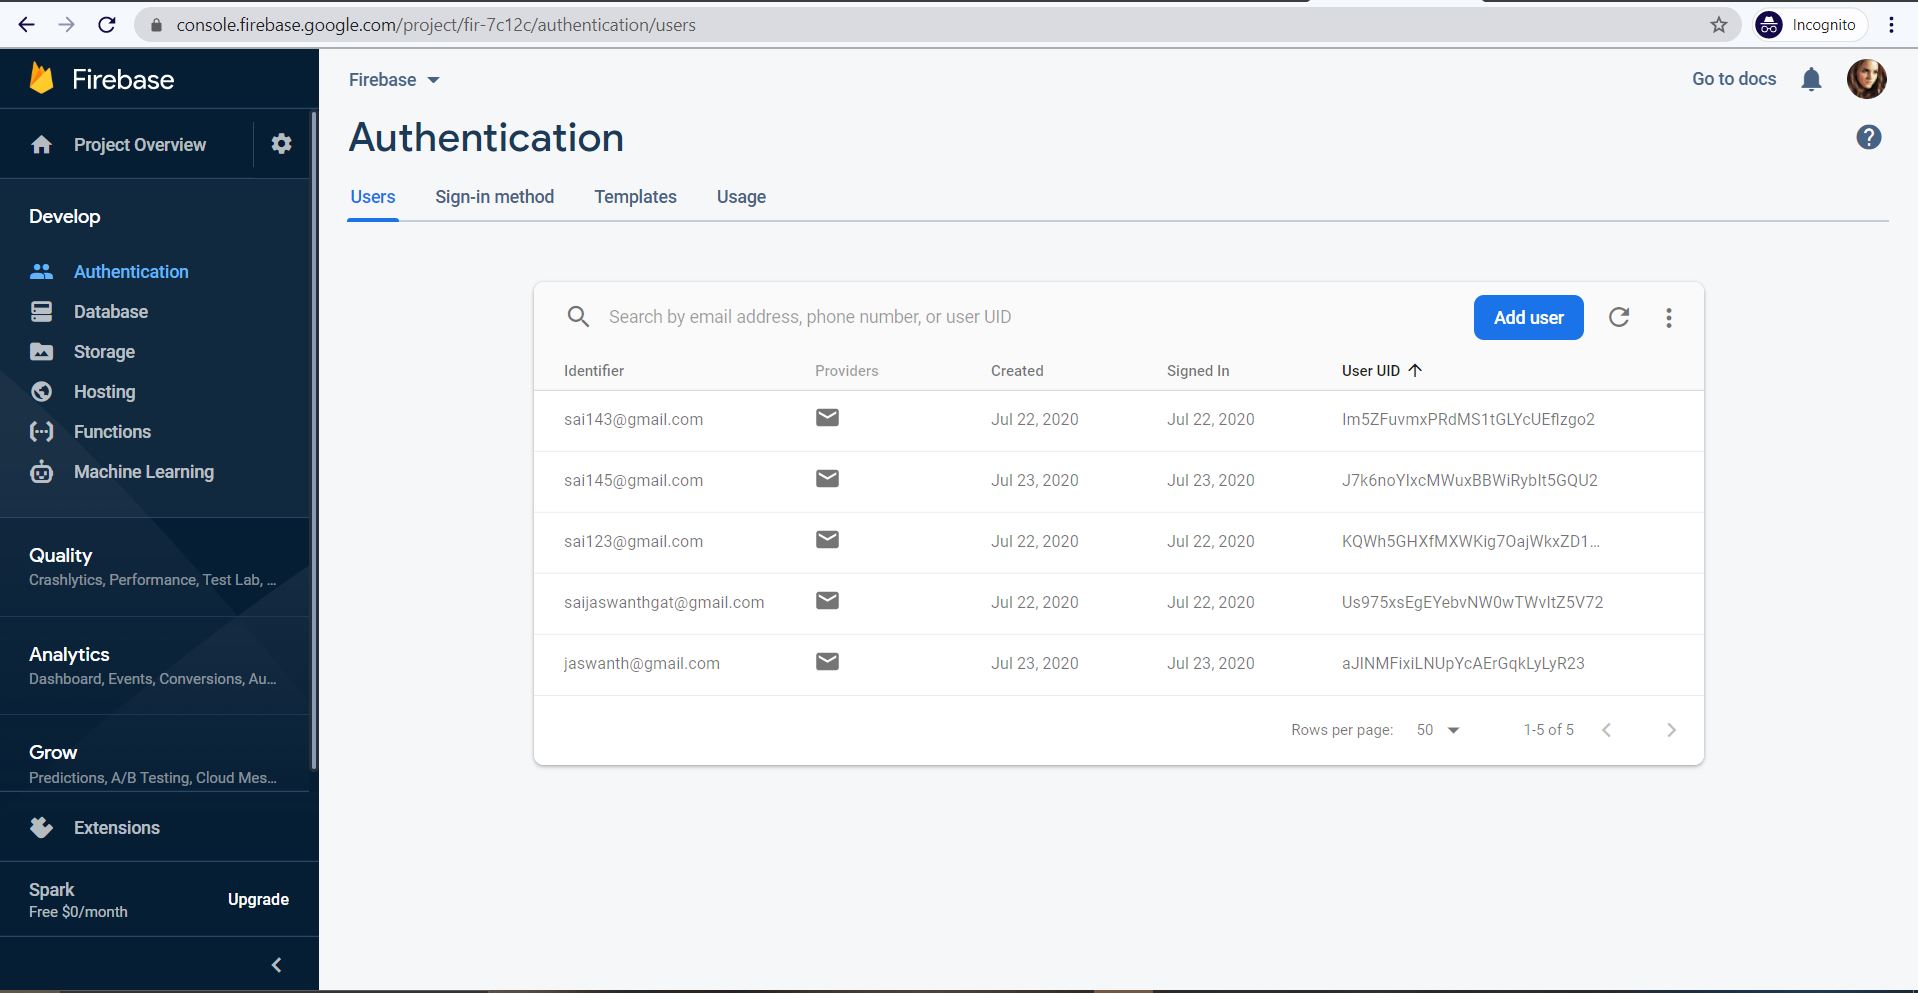 console.firebase.google.com/project/fir-7c12c/authentication/users
Incognito
Firebase
Project Overview
Develop
Authentication
Database
Storage
Hosting
Functions
Machine Learning
Quality
Crashlytics, Performance, Test Lab, ...
Analytics
Dashboard, Events, Conversions, Au...
Grow
Predictions, A/B Testing, Cloud Mes...
Extensions
Spark
Free $0/month
Upgrade
Firebase
Go to docs
Authentication
Users Sign-in method Templates Usage
Search by email address, phone number, or user UID
Add user
Identifier Providers Created Signed In User UID
sai143@gmail.com Jul 22, 2020 Jul 22, 2020 Im5ZFuvmxPRdMS1tGLYcUEfIzgo2
sai145@gmail.com Jul 23, 2020 Jul 23, 2020 J7k6noYIxcMWuxBBWiRybIt5GQU2
sai123@gmail.com Jul 22, 2020 Jul 22, 2020 KQWh5GHXfMXWKig7OajWkxZD1...
saijaswanthgat@gmail.com Jul 22, 2020 Jul 22, 2020 Us975xsEgEYebvNW0wTWvItZ5V72
jaswanth@gmail.com Jul 23, 2020 Jul 23, 2020 aJINMFixiLNUpYcAErGqkLyLyR23
Rows per page: 50 1-5 of 5